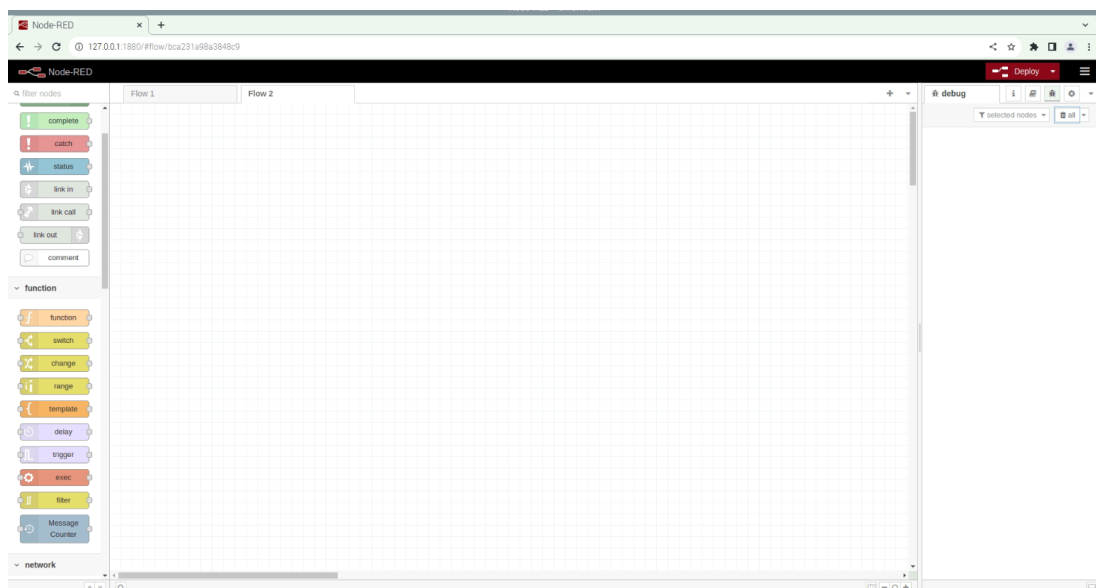 Node-RED
127.0.0.1:1880/#flow/bca231a98a3848c9
Node-RED
Deploy
filter nodes
Flow 1
Flow 2
debug
i
selected nodes
all
complete
catch
status
link in
link call
link out
comment
function
function
switch
change
range
template
delay
trigger
exec
filter
Message
Counter
network